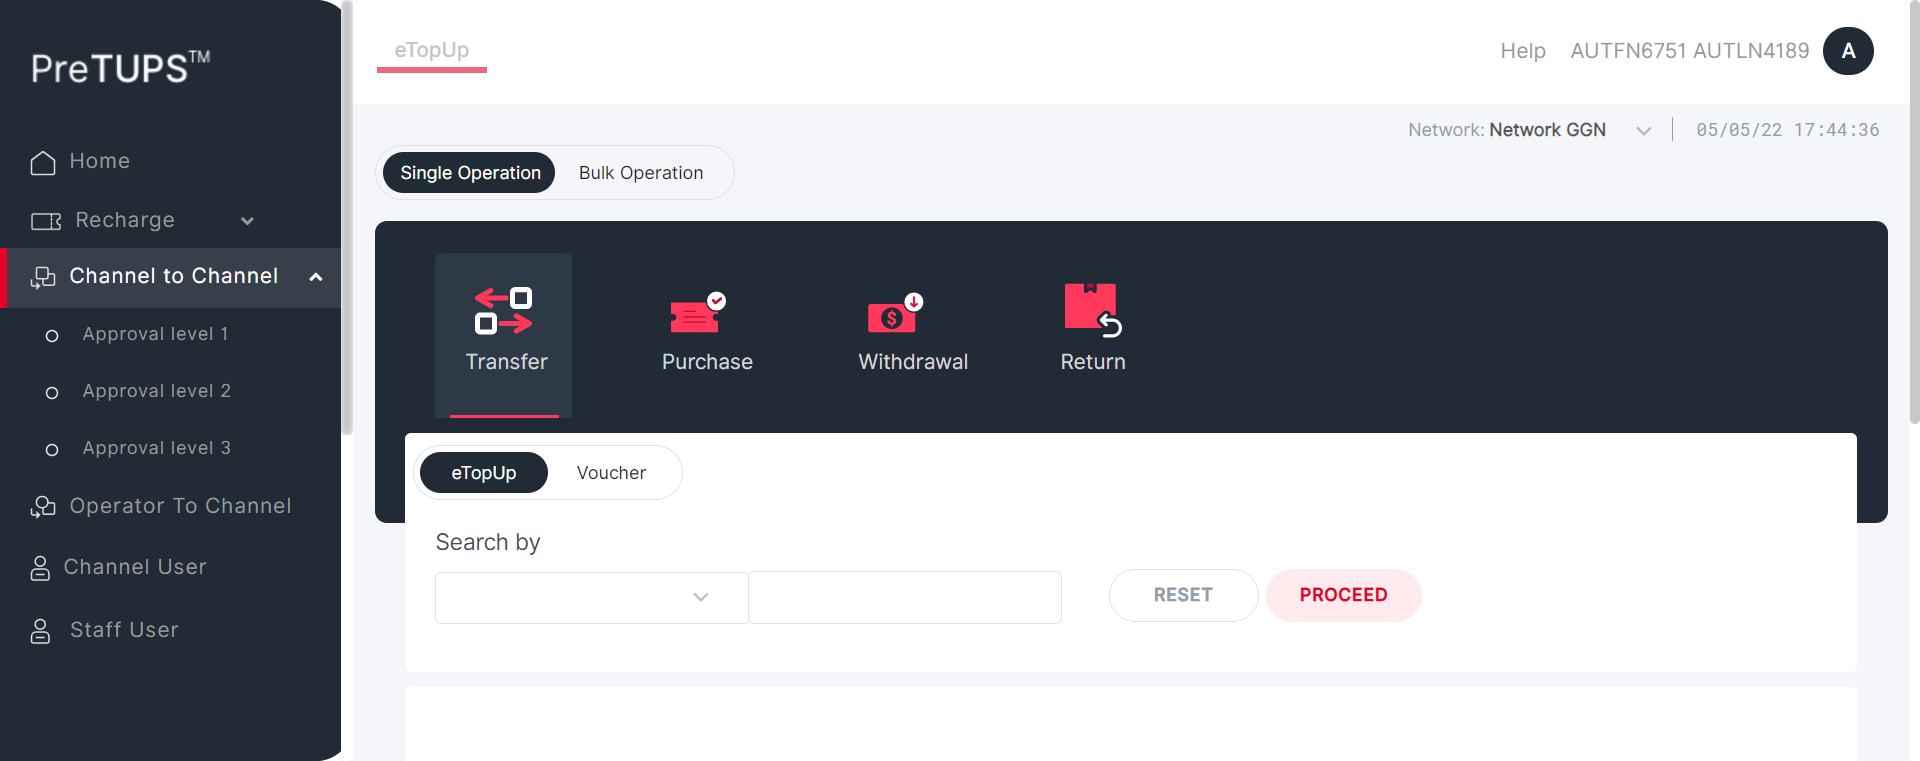 PreTUPS™
Home
Recharge
Channel to Channel
Approval level 1
Approval level 2
Approval level 3
Operator To Channel
Channel User
Staff User
eTopUp
Help AUTFN6751 AUTLN4189 A
Network: Network GGN 05/05/22 17:44:36
Single Operation Bulk Operation
Transfer Purchase Withdrawal Return
eTopUp Voucher
Search by
RESET PROCEED